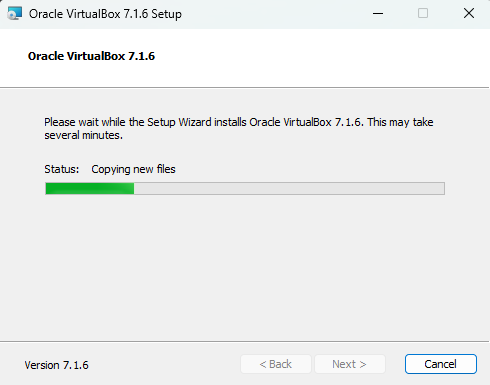 Oracle VirtualBox 7.1.6 Setup
Oracle VirtualBox 7.1.6
Please wait while the Setup Wizard installs Oracle VirtualBox 7.1.6. This may take
several minutes.
Status: Copying new files
Version 7.1.6
< Back
Next >
Cancel